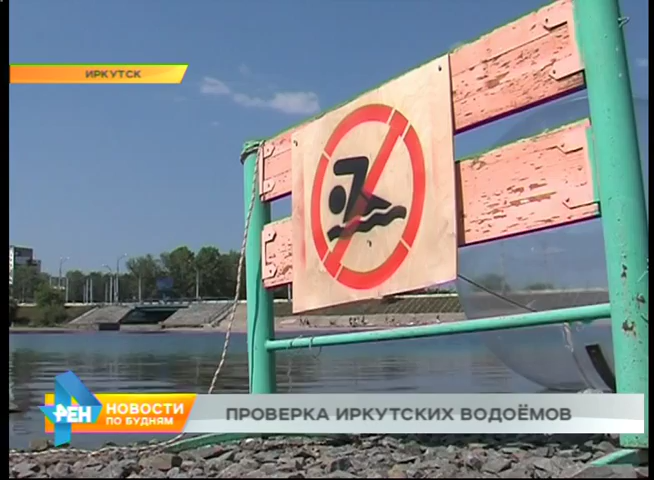 ИРКУТСК
РЕН
НОВОСТИ
ПО БУДНЯМ
ПРОВЕРКА ИРКУТСКИХ ВОДОЁМОВ